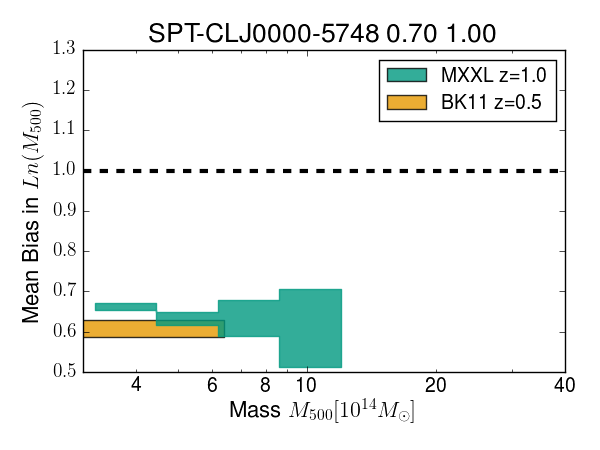 SPT-CLJ0000-5748 0.70 1.00
MXXL z=1.0
BK11 z=0.5
Mean Bias in Ln(M₅₀₀)
1.3
1.2
1.1
1.0
0.9
0.8
0.7
0.6
0.5
4 6 8 10 20 40
Mass M₅₀₀[10¹⁴M☉]